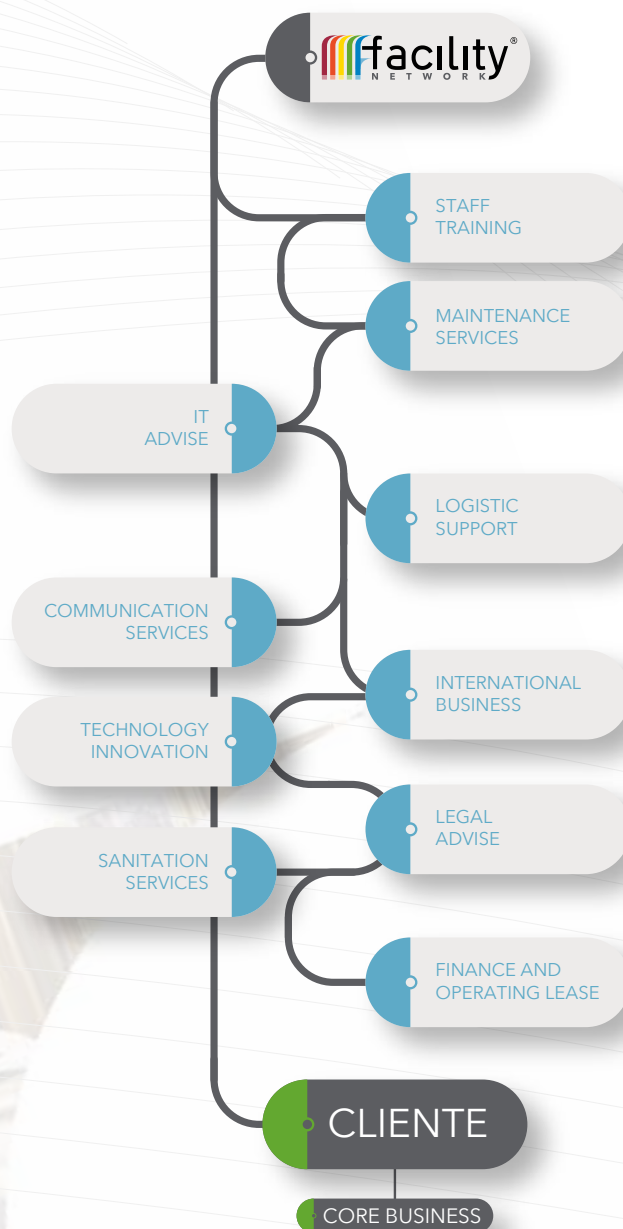 facility®
NETWORK
STAFF
TRAINING
MAINTENANCE
SERVICES
IT
ADVISE
LOGISTIC
SUPPORT
COMMUNICATION
SERVICES
INTERNATIONAL
BUSINESS
TECHNOLOGY
INNOVATION
LEGAL
ADVISE
SANITATION
SERVICES
FINANCE AND
OPERATING LEASE
CLIENTE
CORE BUSINESS